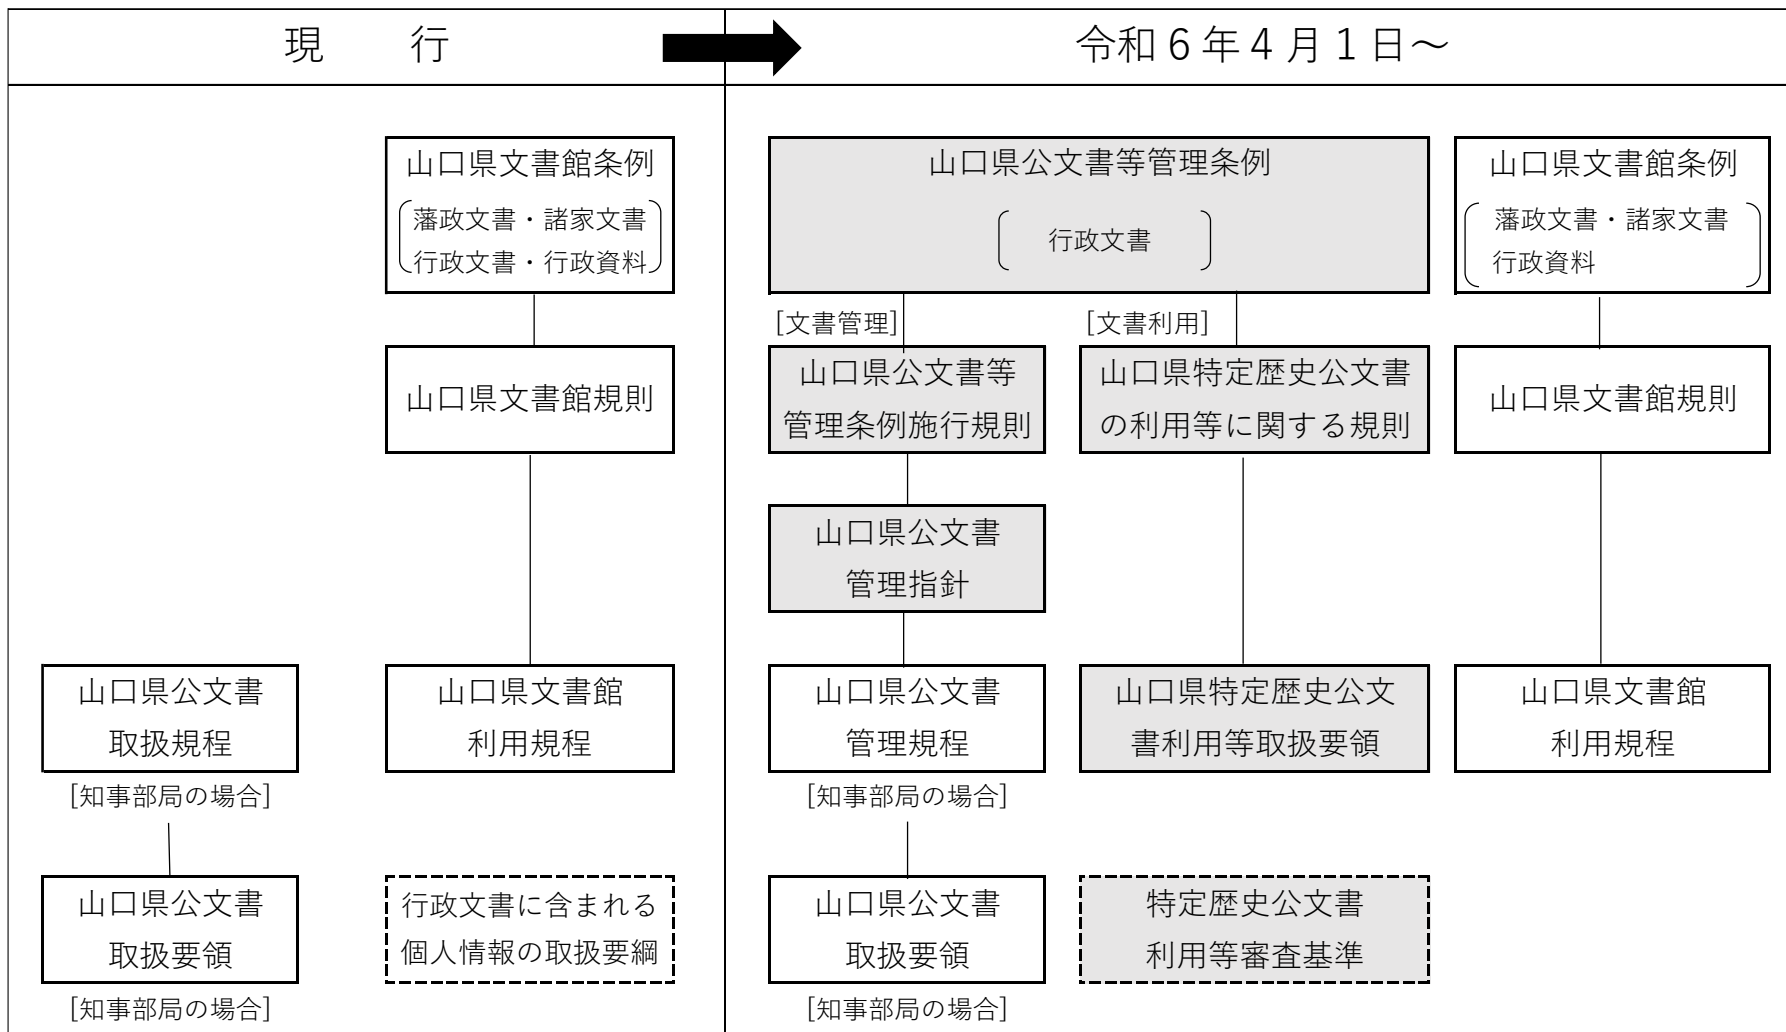 現　　行
令和６年４月１日～
山口県文書館条例
藩政文書・諸家文書
行政文書・行政資料
山口県文書館規則
山口県公文書
取扱規程
[知事部局の場合]
山口県文書館
利用規程
山口県公文書
取扱要領
[知事部局の場合]
行政文書に含まれる
個人情報の取扱要綱
山口県公文書等管理条例
行政文書
[文書管理]
[文書利用]
山口県公文書等
管理条例施行規則
山口県特定歴史公文書
の利用等に関する規則
山口県公文書
管理指針
山口県公文書
管理規程
[知事部局の場合]
山口県特定歴史公文
書利用等取扱要領
山口県公文書
取扱要領
[知事部局の場合]
特定歴史公文書
利用等審査基準
山口県文書館条例
藩政文書・諸家文書
行政資料
山口県文書館規則
山口県文書館
利用規程